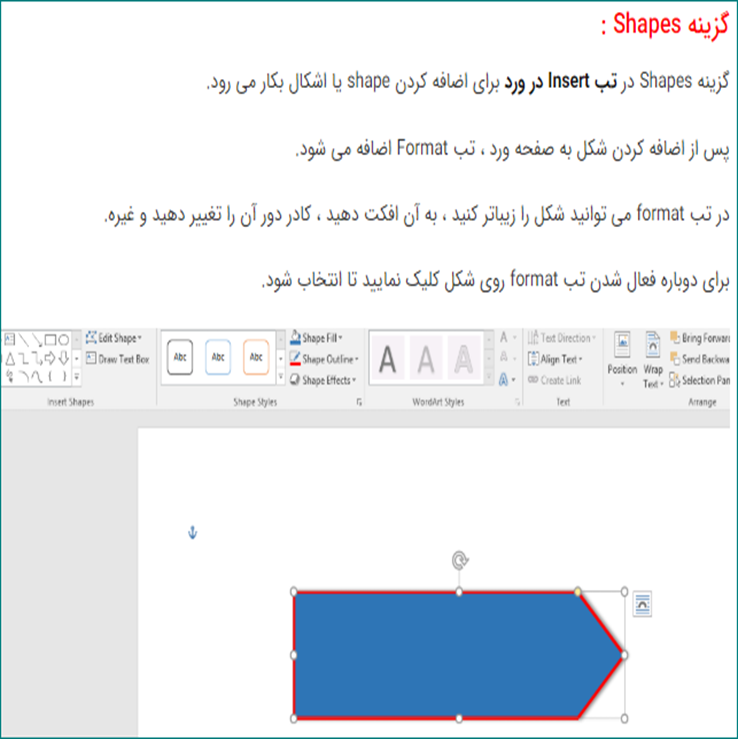 گزینه Shapes :
گزینه Shapes در تب Insert در ورد برای اضافه کردن shape یا اشکال بکار می رود.
پس از اضافه کردن شکل به صفحه ورد ، تب Format اضافه می شود.
در تب format می توانید شکل را زیباتر کنید ، به آن افکت دهید ، کادر دور آن را تغییر دهید و غیره.
برای دوباره فعال شدن تب format روی شکل کلیک نمایید تا انتخاب شود.
Edit Shape
Draw Text Box
Insert Shapes
Abc Abc Abc
Shape Fill
Shape Outline
Shape Effects
Shape Styles
A A A
A
A
A
WordArt Styles
Text Direction
Align Text
Create Link
Text
Position
Wrap
Text
Bring Forwar
Send Backwa
Selection Pan
Arrange